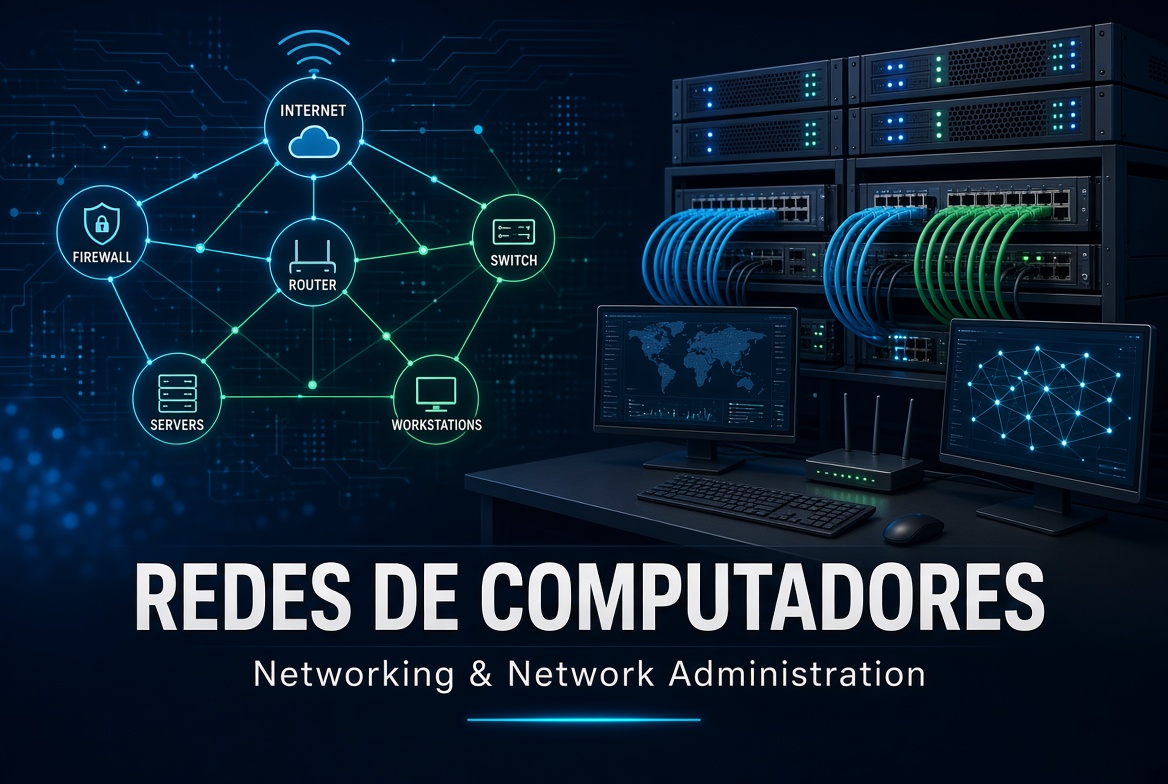 INTERNET
FIREWALL
ROUTER
SWITCH
SERVERS
WORKSTATIONS
REDES DE COMPUTADORES
Networking & Network Administration